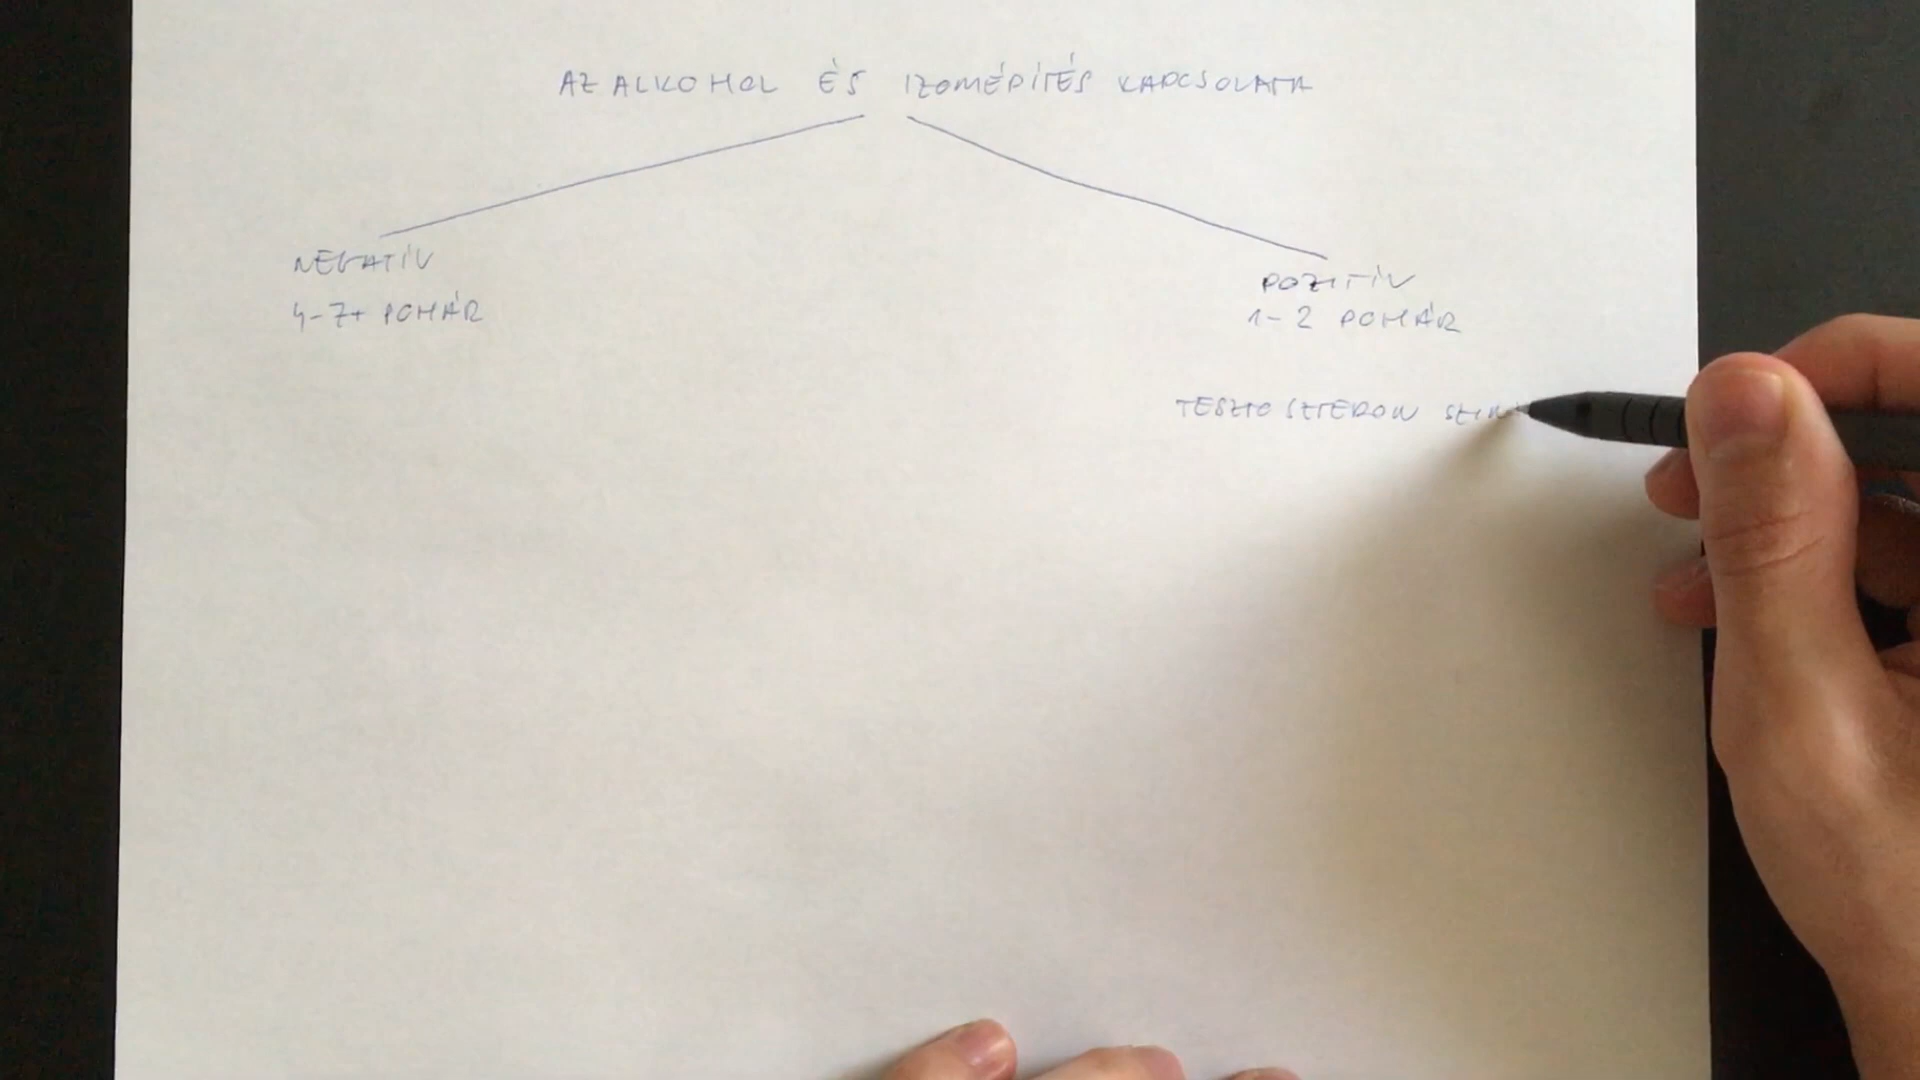 AZ ALKOHOL ÉS IZOMÉPÍTÉS KAPCSOLATA
NEGATÍV
4-7+ POHÁR
POZITÍV
1-2 POHÁR
TESZTOSZTERON